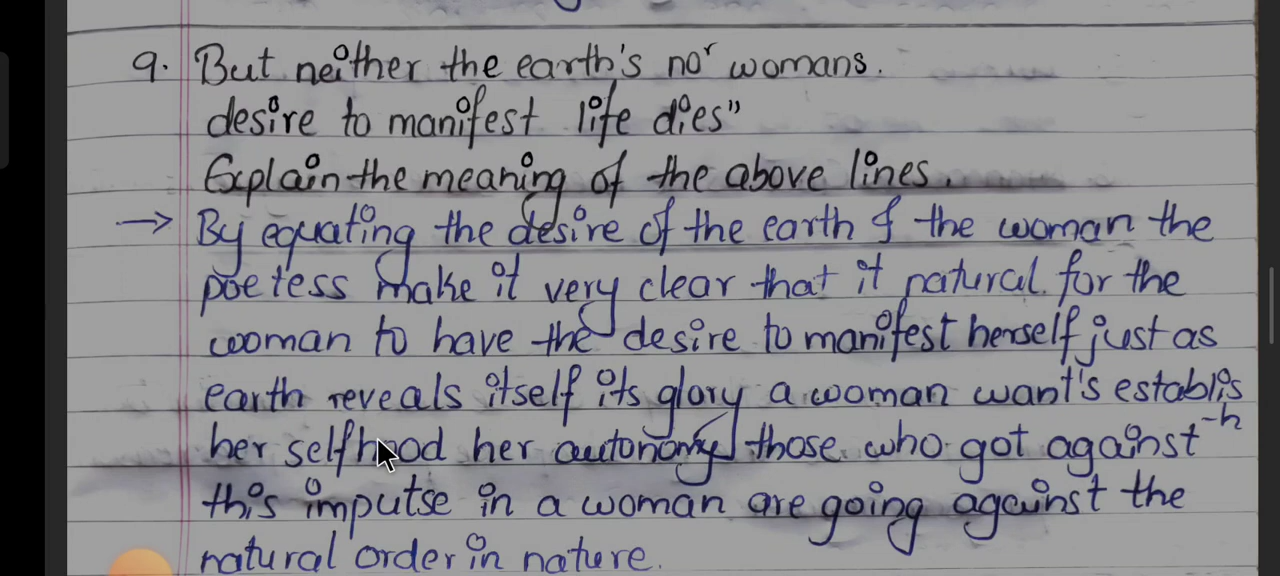 9. But neither the earth's nor womans.
desire to manifest life dies"
Explain the meaning of the above lines.
→ By equating the desire of the earth & the woman the
poetess make it very clear that it natural for the
woman to have the desire to manifest herself just as
earth reveals itself its glory a woman want's establis
her selfhood her autonomy those who got against -h
this imputse in a woman are going against the
natural order in nature.